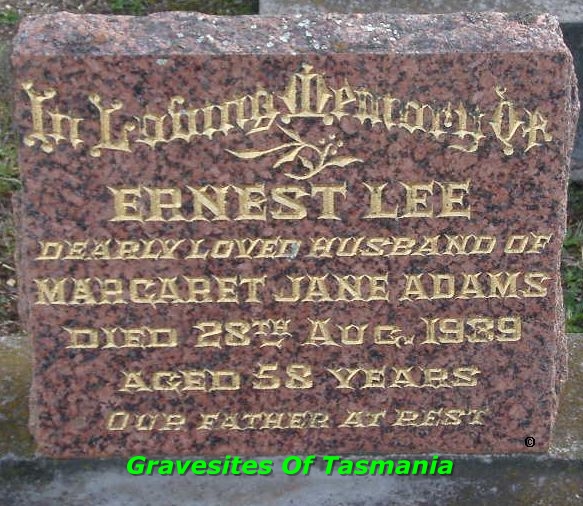 In Loving Memory Of
ERNEST LEE
DEARLY LOVED HUSBAND OF
MARGARET JANE ADAMS
DIED 28TH AUG. 1939
AGED 58 YEARS
OUR FATHER AT REST
©
Gravesites Of Tasmania